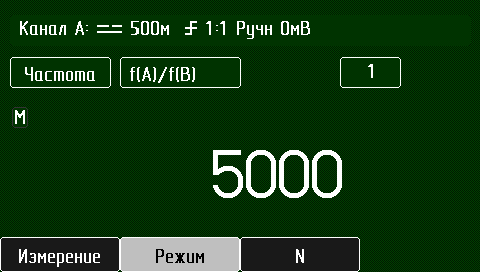 Канал А: 500м 1:1 Ручн 0мВ
Частота f(A)/f(B) 1
М
5000
Измерение Режим N